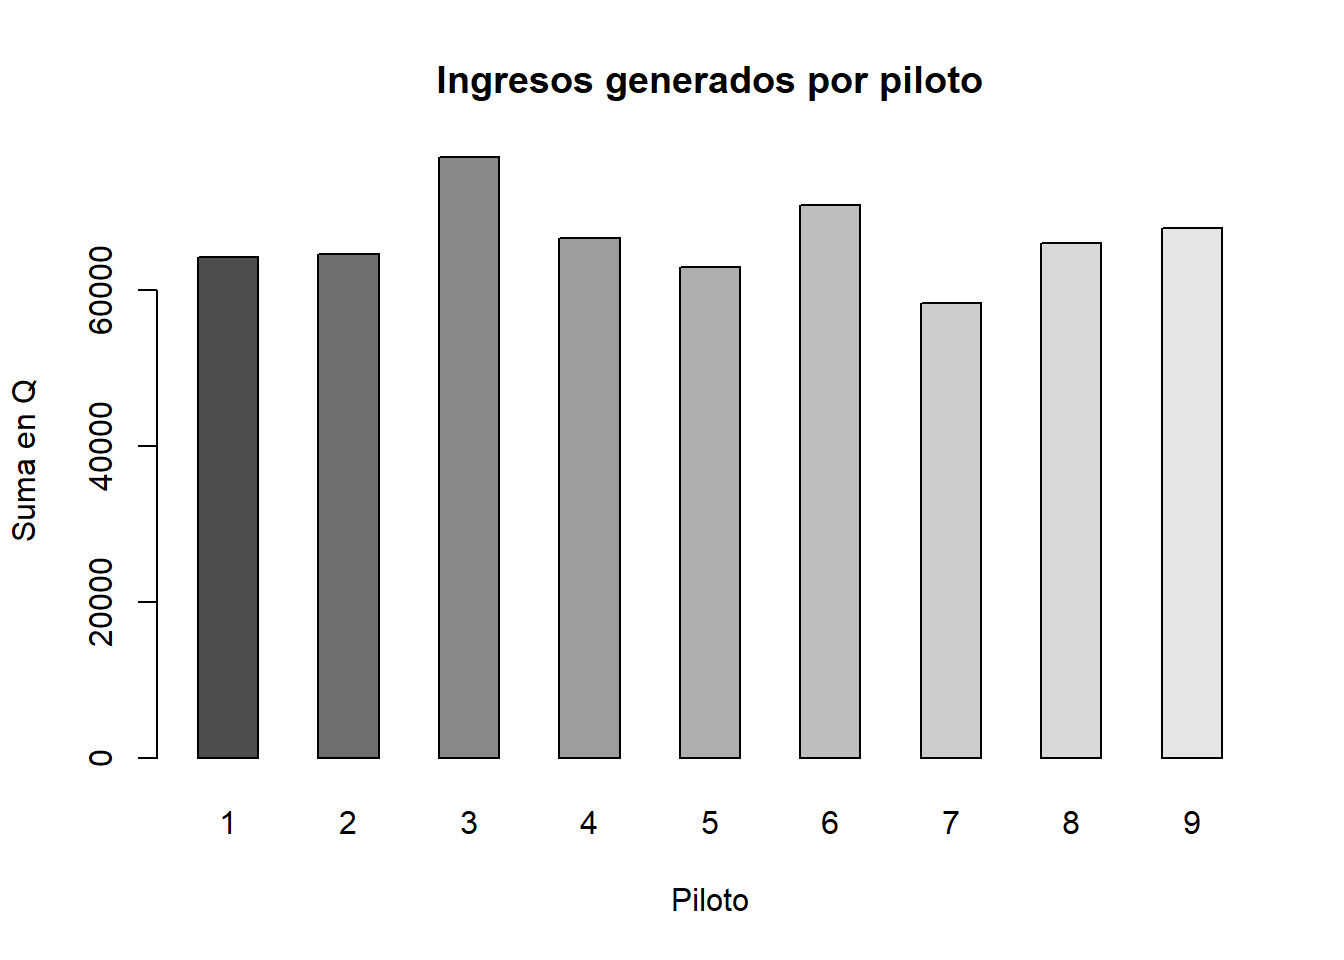 Ingresos generados por piloto
Suma en Q
60000
40000
20000
0
1 2 3 4 5 6 7 8 9
Piloto